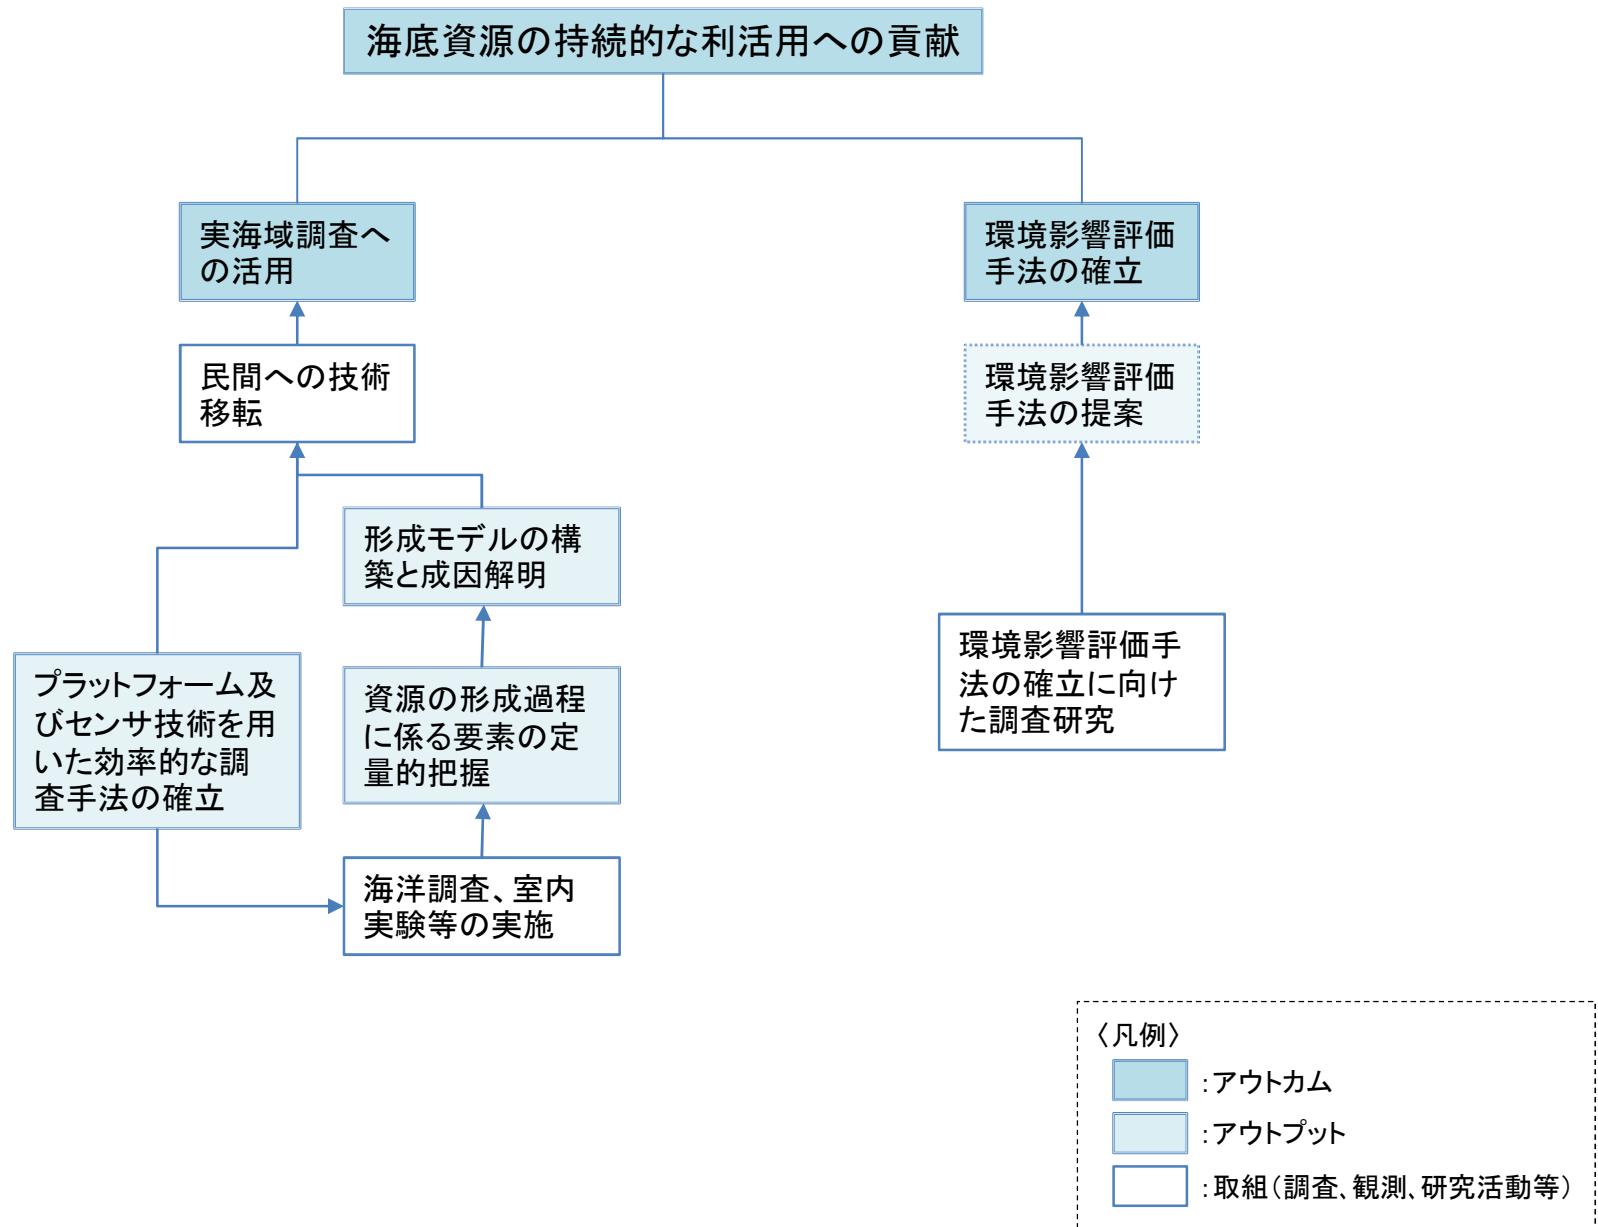 海底資源の持続的な利活用への貢献
実海域調査へ
の活用
環境影響評価
手法の確立
民間への技術
移転
環境影響評価
手法の提案
形成モデルの構
築と成因解明
プラットフォーム及
びセンサ技術を用
いた効率的な調
査手法の確立
資源の形成過程
に係る要素の定
量的把握
環境影響評価手
法の確立に向け
た調査研究
海洋調査、室内
実験等の実施
〈凡例〉
:アウトカム
:アウトプット
:取組(調査、観測、研究活動等)